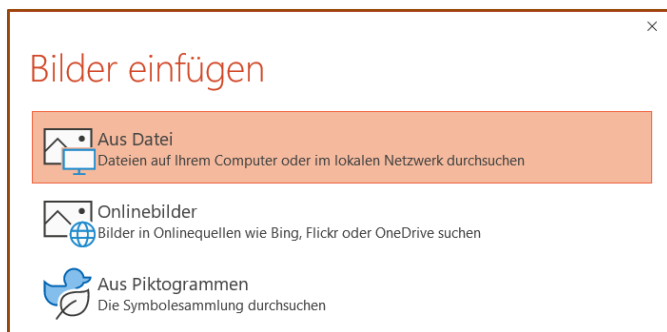 Bilder einfügen
Aus Datei
Dateien auf Ihrem Computer oder im lokalen Netzwerk durchsuchen
Onlinebilder
Bilder in Onlinequellen wie Bing, Flickr oder OneDrive suchen
Aus Piktogrammen
Die Symbolesammlung durchsuchen